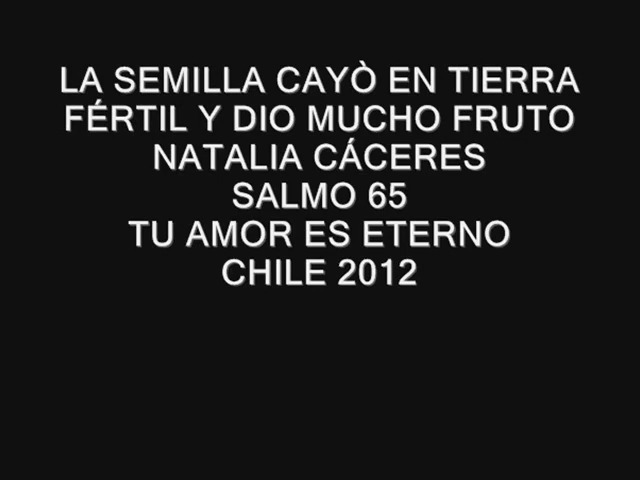 LA SEMILLA CAYÒ EN TIERRA
FÉRTIL Y DIO MUCHO FRUTO
NATALIA CÁCERES
SALMO 65
TU AMOR ES ETERNO
CHILE 2012